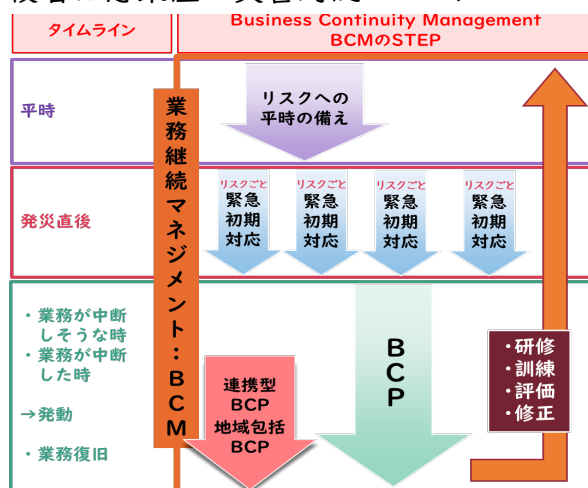 タイムライン
Business Continuity Management
BCMのSTEP
平時
リスクへの
平時の備え
業務継続マネジメント：BCM
発災直後
リスクごと
緊急
初期
対応
リスクごと
緊急
初期
対応
リスクごと
緊急
初期
対応
リスクごと
緊急
初期
対応
・業務が中断
しそうな時
・業務が中断
した時
→発動
・業務復旧
連携型
BCP
地域包括
BCP
BCP
・研修
・訓練
・評価
・修正